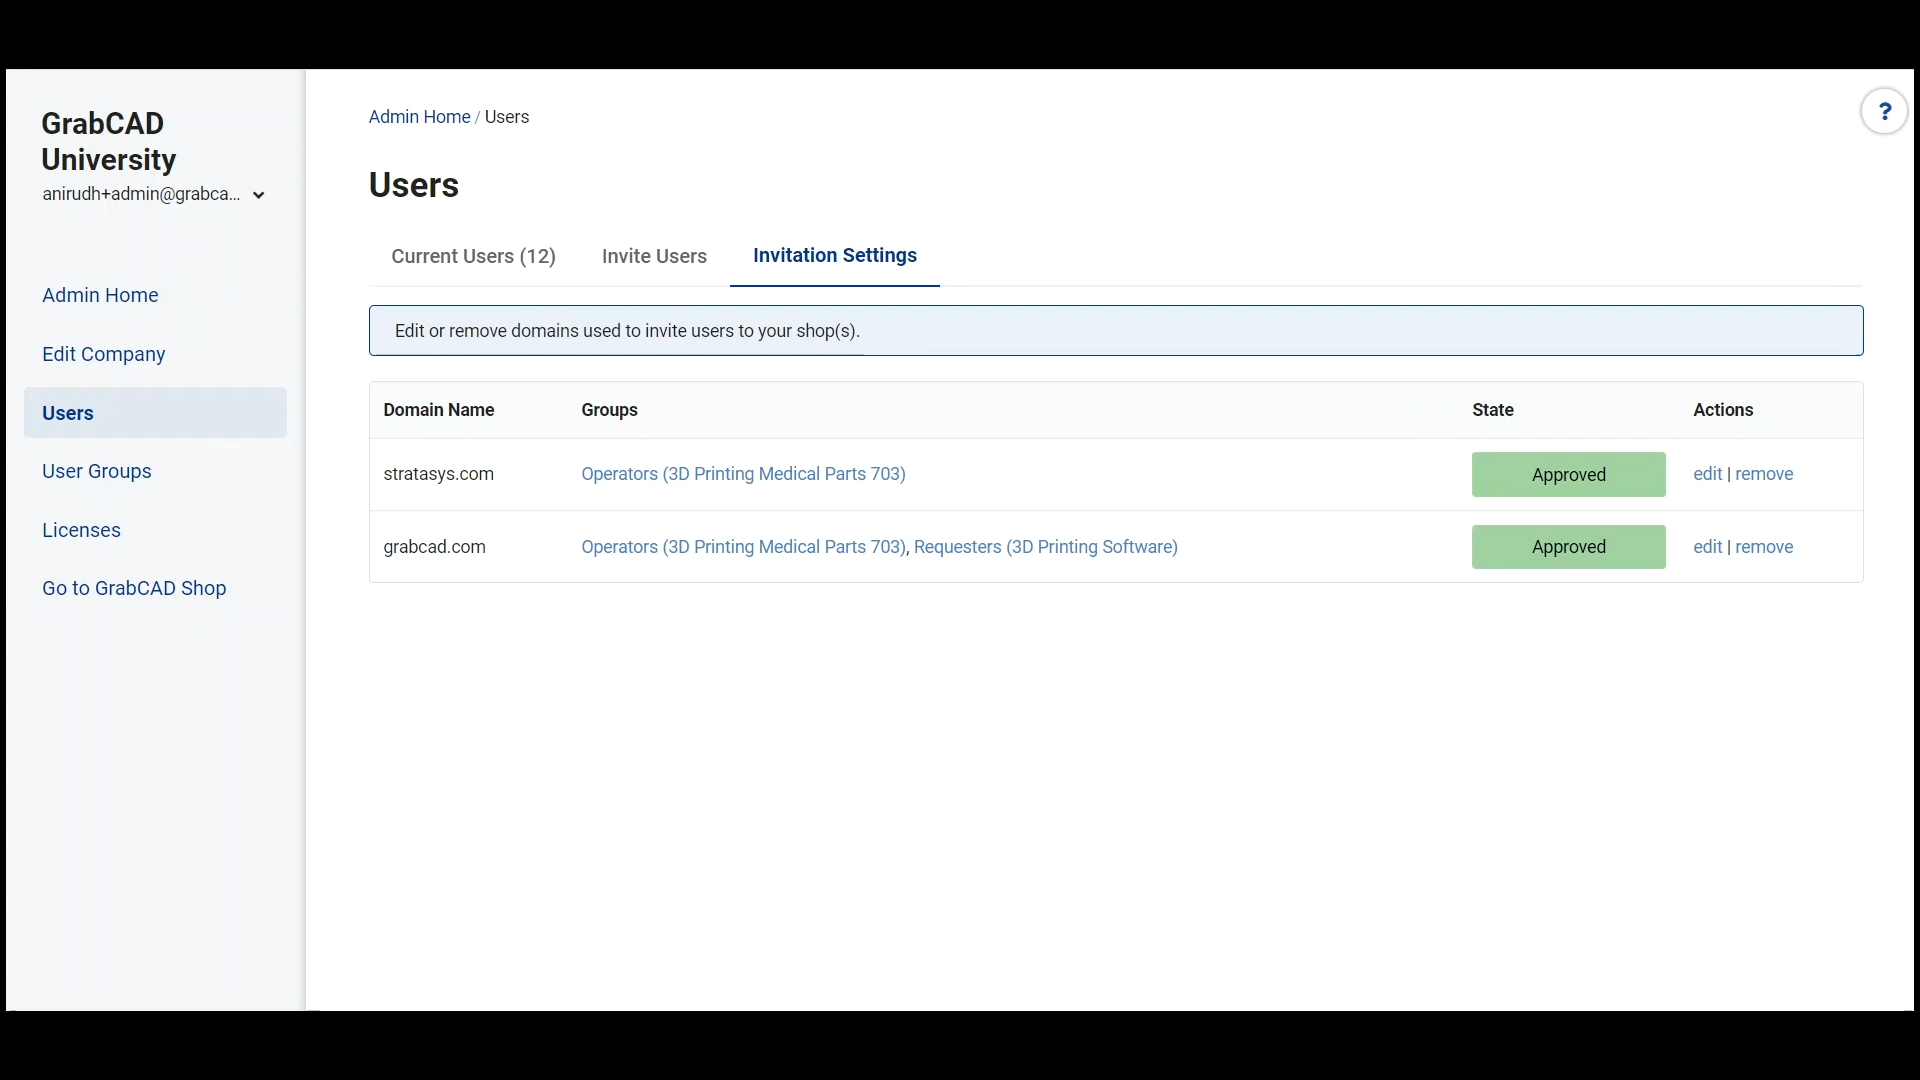 GrabCAD
University
anirudh+admin@grabca...
Admin Home
Edit Company
Users
User Groups
Licenses
Go to GrabCAD Shop
Admin Home / Users
?
Users
Current Users (12) Invite Users Invitation Settings
Edit or remove domains used to invite users to your shop(s).
Domain Name Groups State Actions
stratasys.com Operators (3D Printing Medical Parts 703) Approved edit | remove
grabcad.com Operators (3D Printing Medical Parts 703), Requesters (3D Printing Software) Approved edit | remove